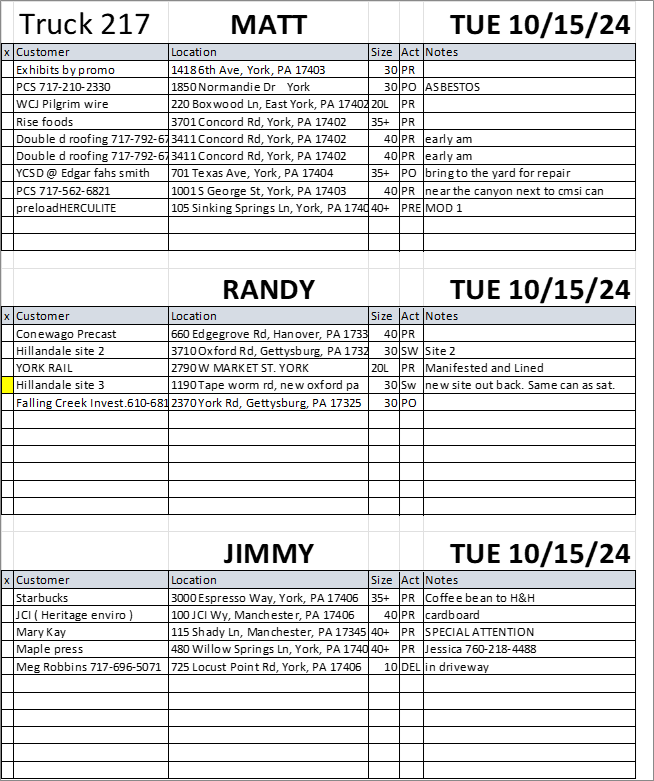 Truck 217 MATT TUE 10/15/24
x Customer Location Size Act Notes
Exhibits by promo 1418 6th Ave, York, PA 17403 30 PR
PCS 717-210-2330 1850 Normandie Dr York 30 PO ASBESTOS
WCJ Pilgrim wire 220 Boxwood Ln, East York, PA 17402 20L PR
Rise foods 3701 Concord Rd, York, PA 17402 35+ PR
Double d roofing 717-792-67 3411 Concord Rd, York, PA 17402 40 PR early am
Double d roofing 717-792-67 3411 Concord Rd, York, PA 17402 40 PR early am
YCSD @ Edgar fahs smith 701 Texas Ave, York, PA 17404 35+ PO bring to the yard for repair
PCS 717-562-6821 1001 S George St, York, PA 17403 40 PR near the canyon next to cmsi can
preloadHERCULITE 105 Sinking Springs Ln, York, PA 1740 40+ PRE MOD 1
RANDY TUE 10/15/24
x Customer Location Size Act Notes
Conewago Precast 660 Edgegrove Rd, Hanover, PA 1733 40 PR
Hillandale site 2 3710 Oxford Rd, Gettysburg, PA 1732 30 SW Site 2
YORK RAIL 2790 W MARKET ST. YORK 20L PR Manifested and Lined
Hillandale site 3 1190 Tape worm rd, new oxford pa 30 Sw new site out back. Same can as sat.
Falling Creek Invest.610-681 2370 York Rd, Gettysburg, PA 17325 30 PO
JIMMY TUE 10/15/24
x Customer Location Size Act Notes
Starbucks 3000 Espresso Way, York, PA 17406 35+ PR Coffee bean to H&H
JCI ( Heritage enviro ) 100 JCI Wy, Manchester, PA 17406 40 PR cardboard
Mary Kay 115 Shady Ln, Manchester, PA 17345 40+ PR SPECIAL ATTENTION
Maple press 480 Willow Springs Ln, York, PA 1740 40+ PR Jessica 760-218-4488
Meg Robbins 717-696-5071 725 Locust Point Rd, York, PA 17406 10 DEL in driveway